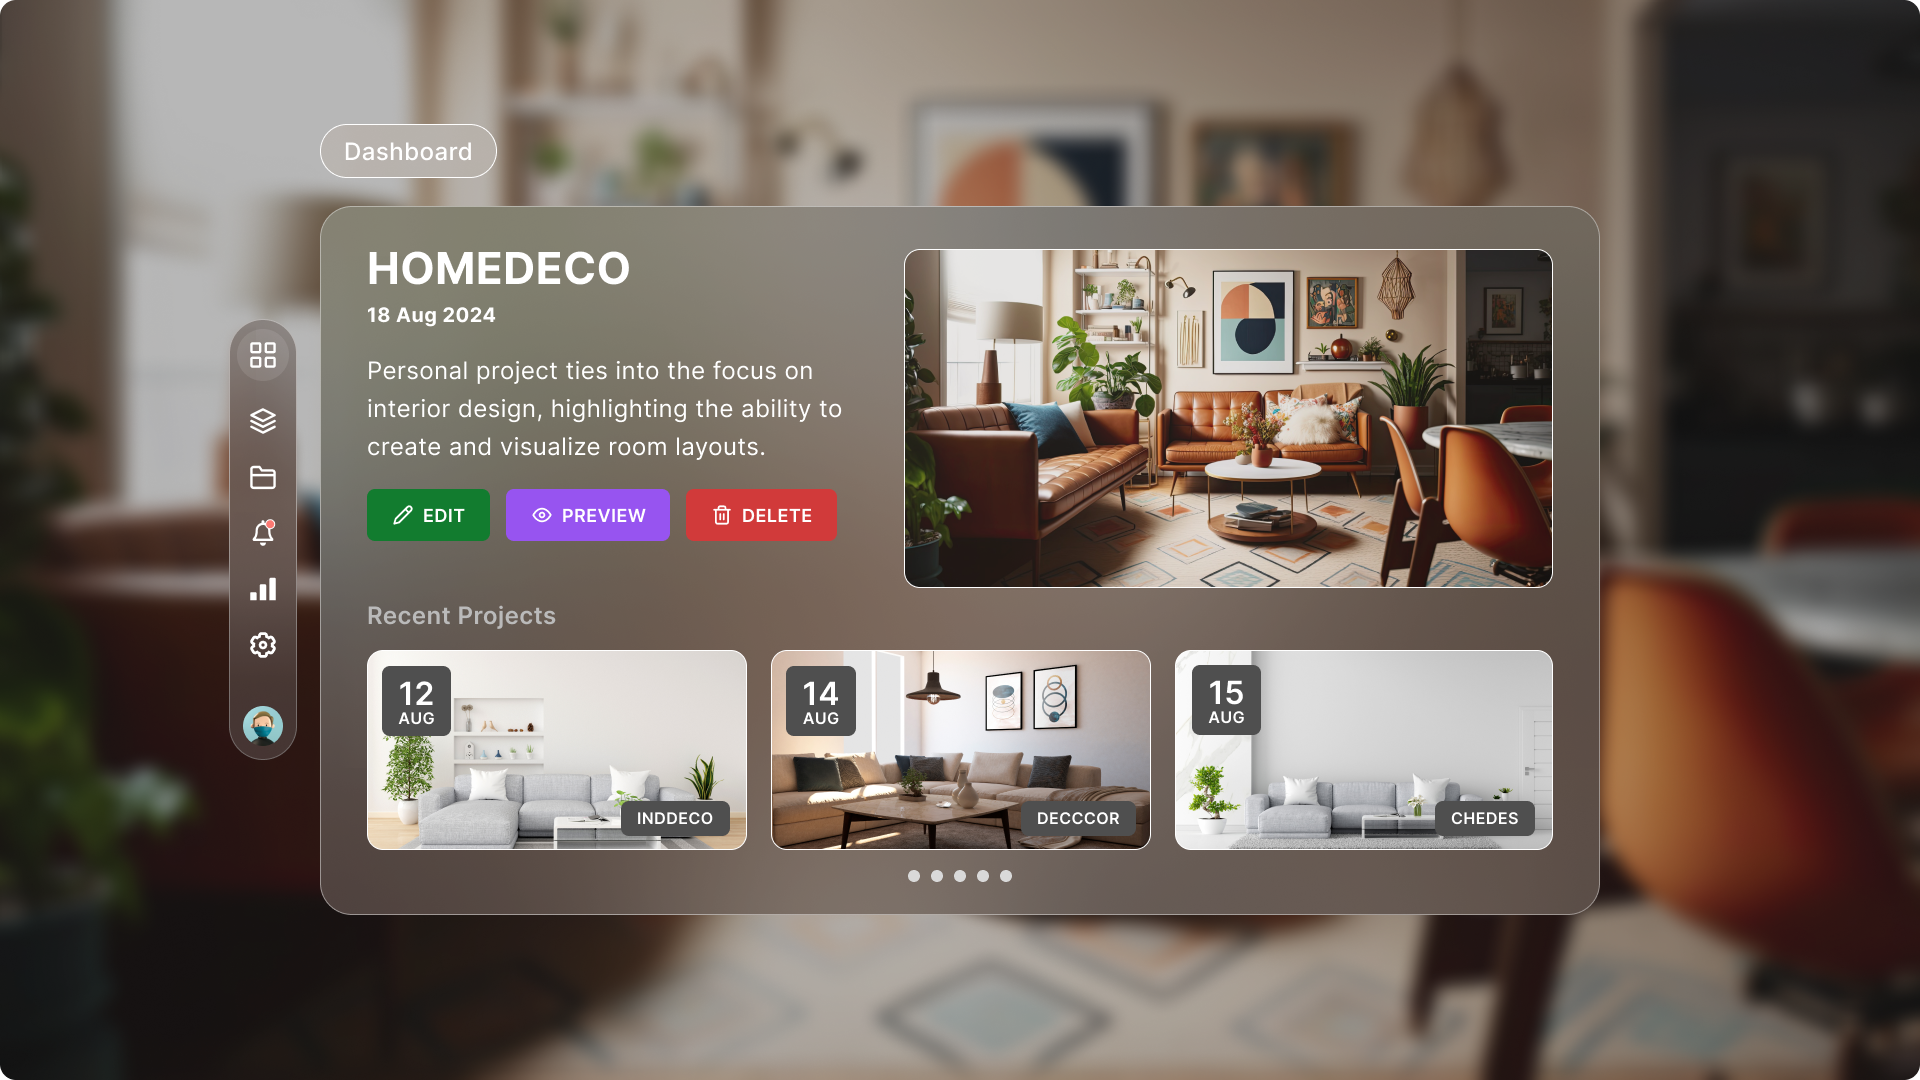 Dashboard
HOMEDECO
18 Aug 2024
Personal project ties into the focus on
interior design, highlighting the ability to
create and visualize room layouts.
EDIT
PREVIEW
DELETE
Recent Projects
12
AUG
INDDECO
14
AUG
DECCCOR
15
AUG
CHEDES